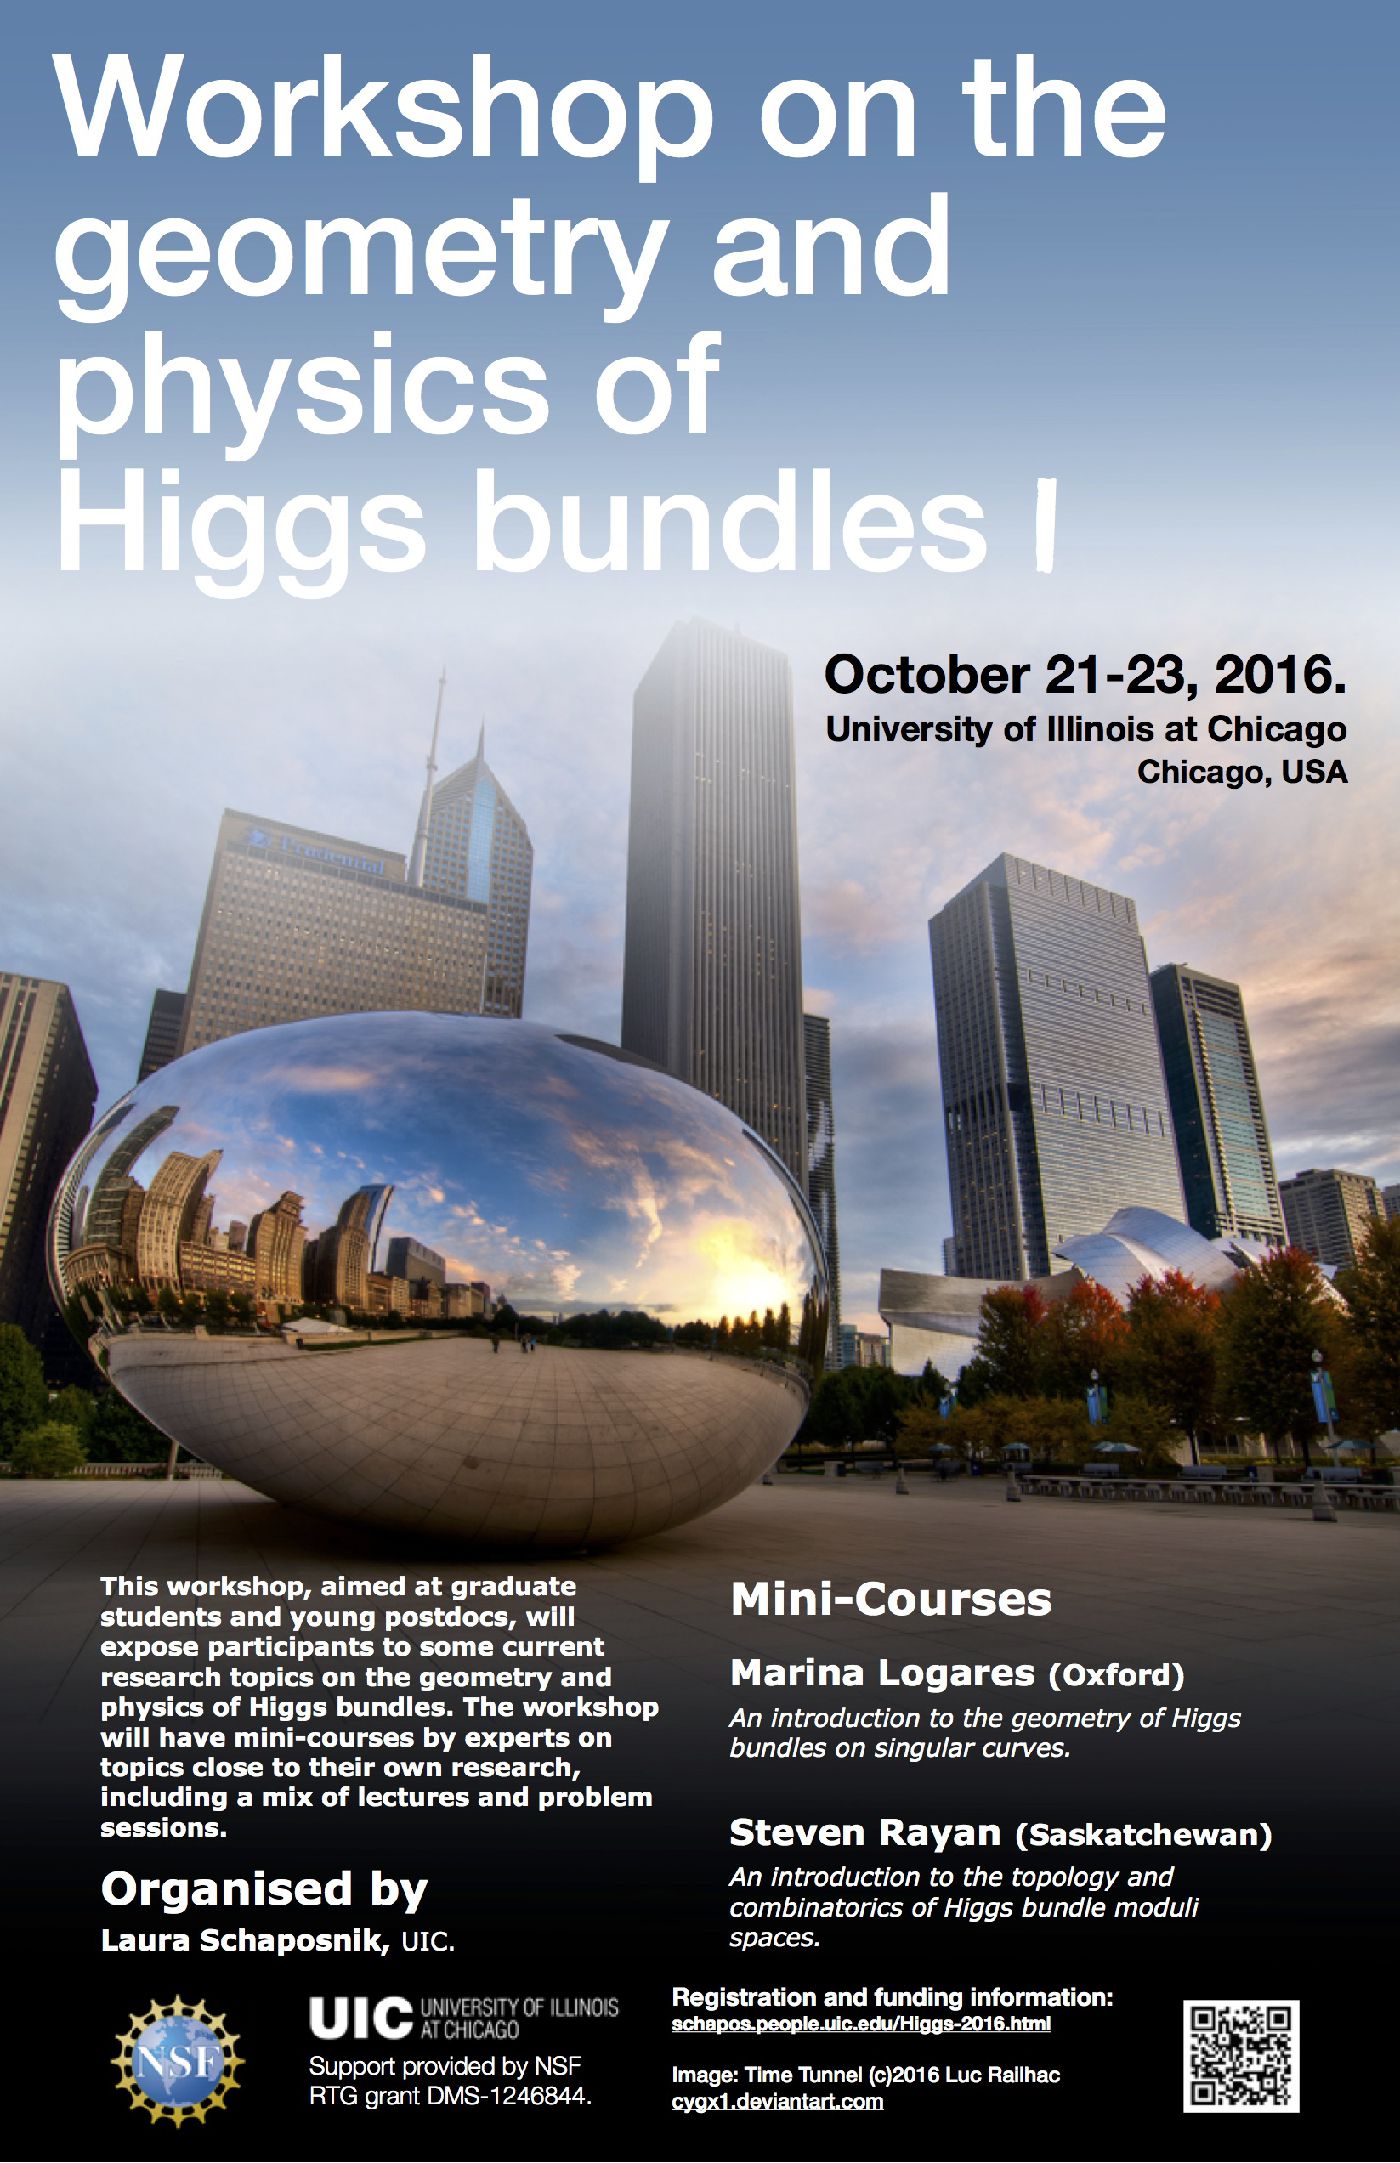 Workshop on the
geometry and
physics of
Higgs bundles I
October 21-23, 2016.
University of Illinois at Chicago
Chicago, USA
Prudential
This workshop, aimed at graduate
students and young postdocs, will
expose participants to some current
research topics on the geometry and
physics of Higgs bundles. The workshop
will have mini-courses by experts on
topics close to their own research,
including a mix of lectures and problem
sessions.
Organised by
Laura Schaposnik, UIC.
Mini-Courses
Marina Logares (Oxford)
An introduction to the geometry of Higgs
bundles on singular curves.
Steven Rayan (Saskatchewan)
An introduction to the topology and
combinatorics of Higgs bundle moduli
spaces.
NSF
UIC UNIVERSITY OF ILLINOIS
AT CHICAGO
Support provided by NSF
RTG grant DMS-1246844.
Registration and funding information:
schapos.people.uic.edu/Higgs-2016.html
Image: Time Tunnel (c)2016 Luc Railhac
cygx1.deviantart.com